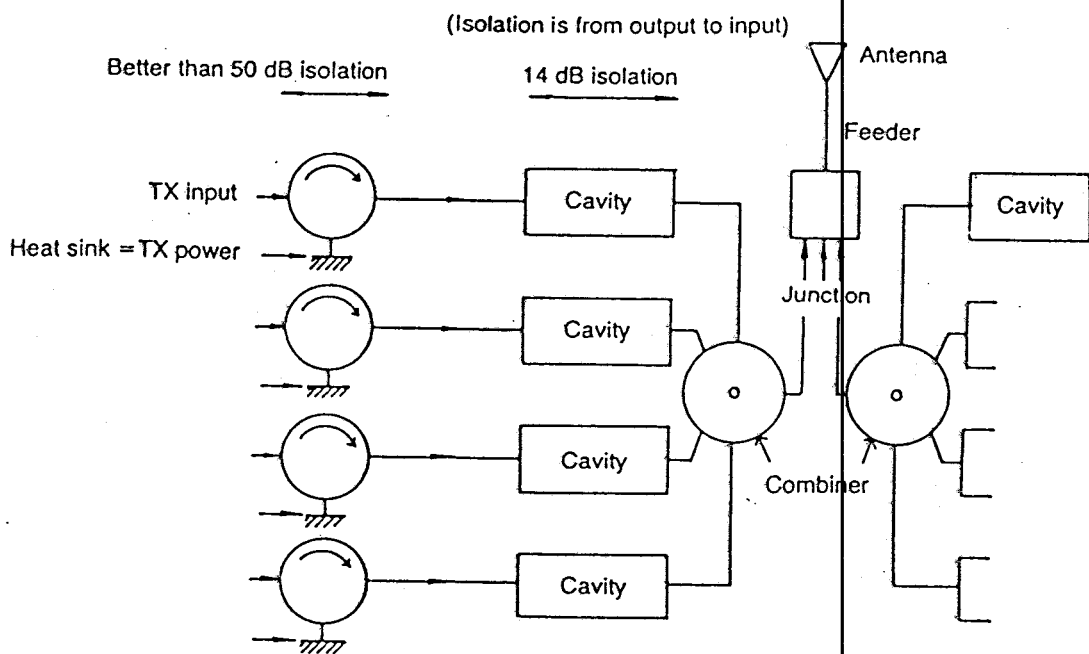 (Isolation is from output to input)
Better than 50 dB isolation
14 dB isolation
Antenna
Feeder
TX input
Cavity
Cavity
Heat sink = TX power
Junction
Cavity
Cavity
Combiner
Cavity